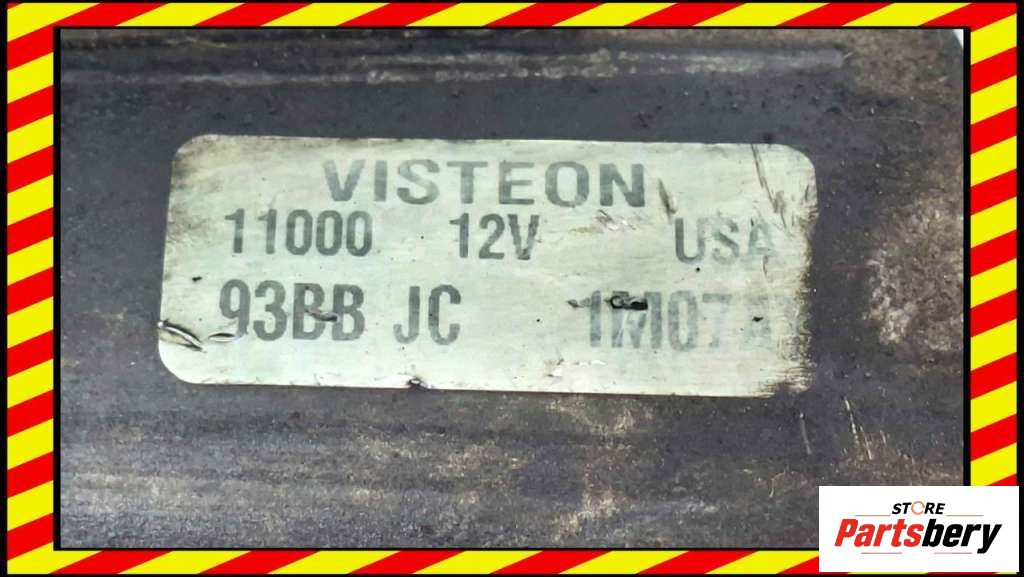 VISTEON
11000 12V USA
93BB JC
STORE
Partsbery